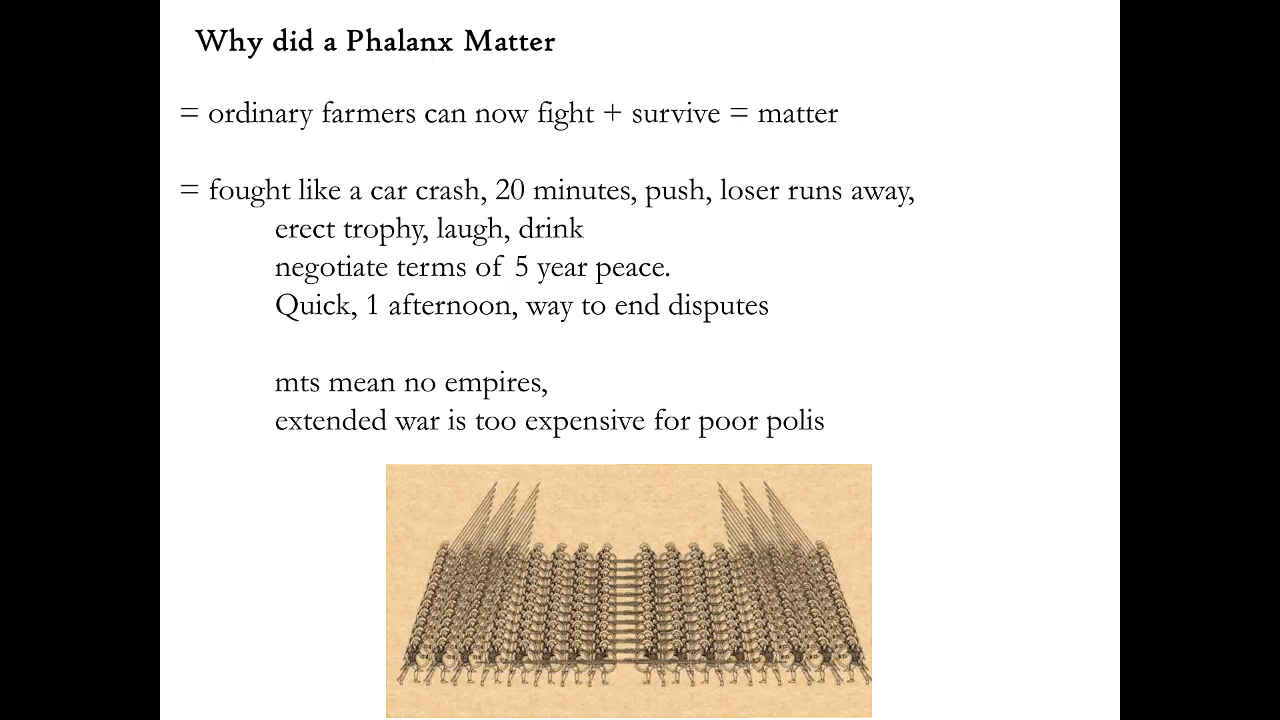 Why did a Phalanx Matter
= ordinary farmers can now fight + survive = matter
= fought like a car crash, 20 minutes, push, loser runs away,
erect trophy, laugh, drink
negotiate terms of 5 year peace.
Quick, 1 afternoon, way to end disputes
mts mean no empires,
extended war is too expensive for poor polis